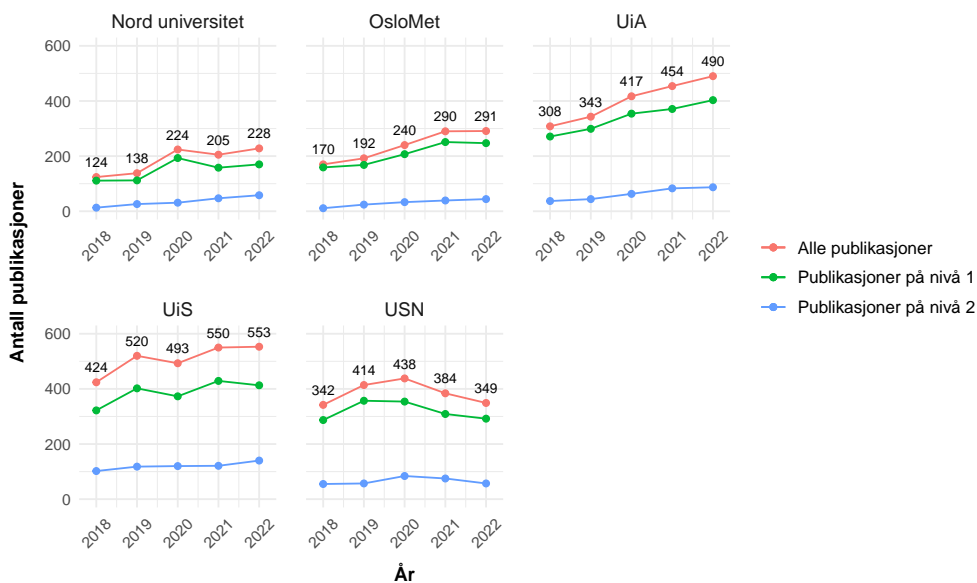 Nord universitet
OsloMet
UiA
Antall publikasjoner
600
400
200
0
124 138 224 205 228
170 192 240 290 291
308 343 417 454 490
2018 2019 2020 2021 2022
2018 2019 2020 2021 2022
2018 2019 2020 2021 2022
Alle publikasjoner
Publikasjoner på nivå 1
Publikasjoner på nivå 2
UiS
USN
600
400
200
0
424 520 493 550 553
342 414 438 384 349
2018 2019 2020 2021 2022
2018 2019 2020 2021 2022
År